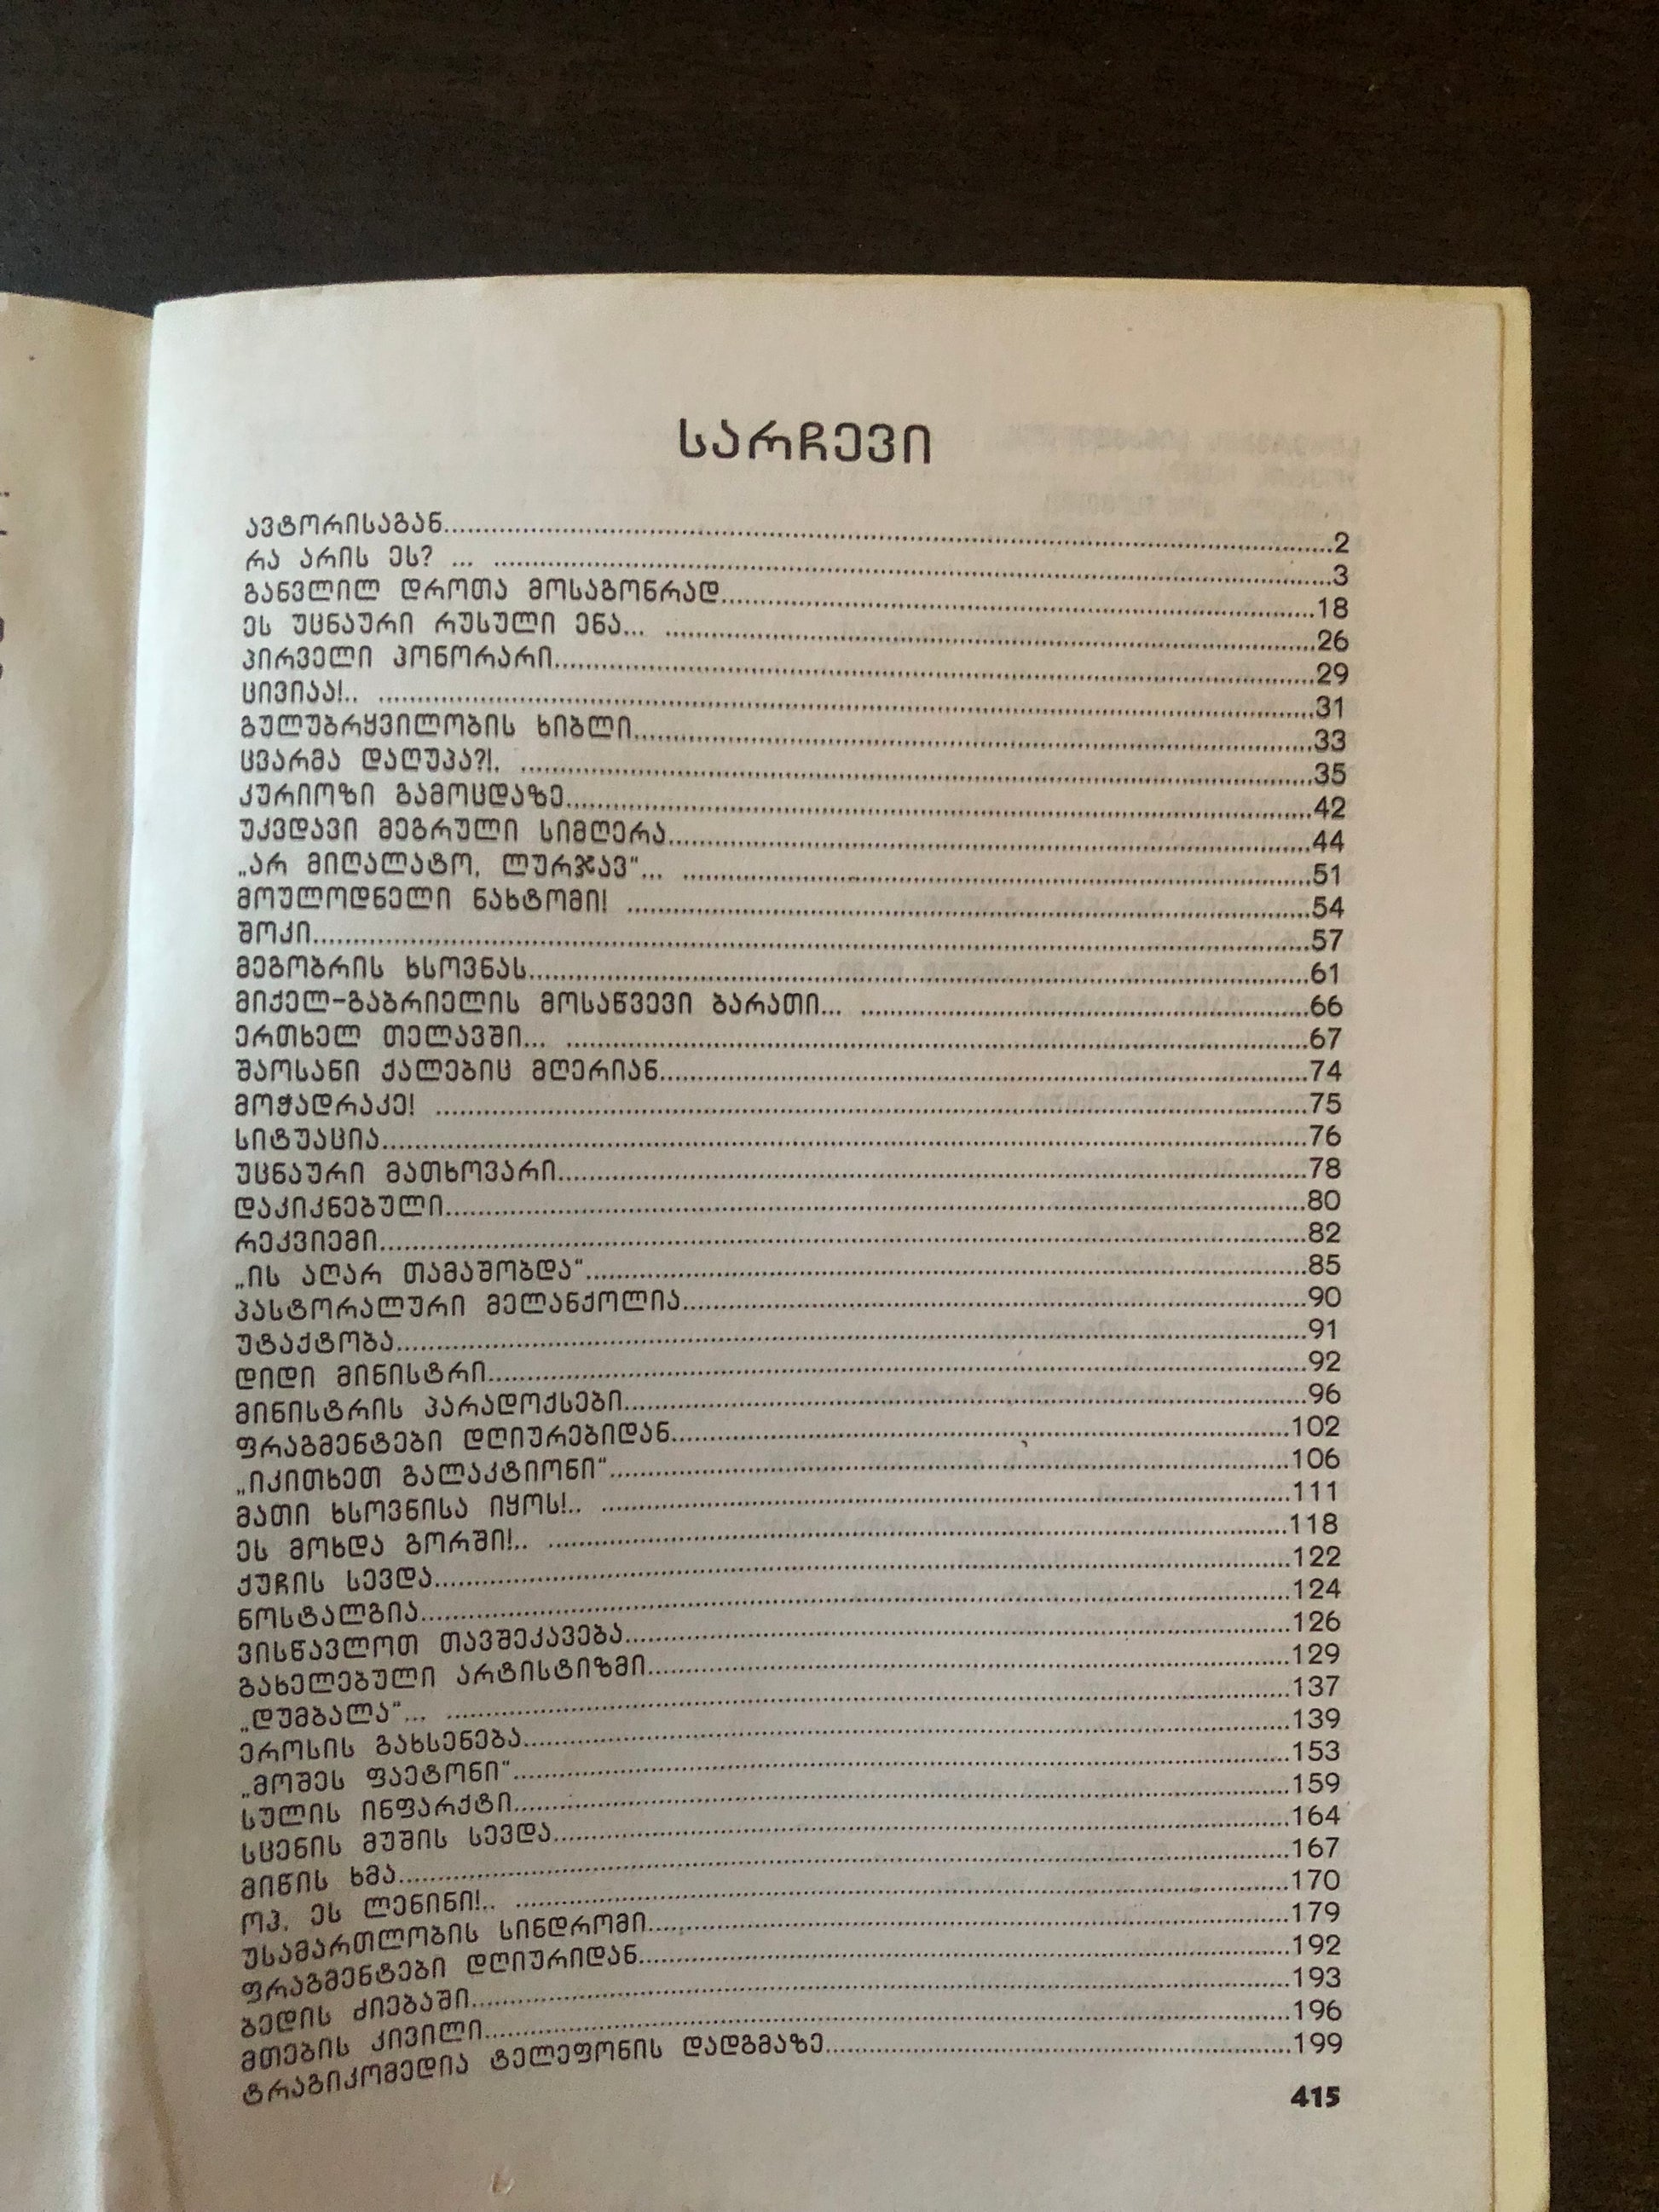 სარჩევი
ავტორისაგან..........2
რა არის ეს? ... ..........3
განვლილ დროთა მოსაგონრად..........18
ეს უცნაური რუსული ენა... ..........26
პირველი ჰონორარი..........29
ცივიაა!.. ..........31
გულუბრყვილობის ხიბლი..........33
ცვარმა დაღუპა?!. ..........35
კურიოზი გამოცდაზე..........42
უკვდავი მეგრული სიმღერა..........44
„არ მიღალატო, ლურჯავ“... ..........51
მოულოდნელი ნახტომი! ..........54
შოკი..........57
მეგობრის ხსოვნას..........61
მიქელ-გაბრიელის მოსაწვევი ბარათი... ..........66
ერთხელ თელავში... ..........67
შაოსანი ქალებიც მღერიან..........74
მოჭადრაკე! ..........75
სიტუაცია..........76
უცნაური მათხოვარი..........78
დაკიკნებული..........80
რეკვიემი..........82
„ის აღარ თამაშობდა“..........85
პასტორალური მელანქოლია..........90
უტაქტობა..........91
დიდი მინისტრი..........92
მინისტრის პარადოქსები..........96
ფრაგმენტები დღიურებიდან..........102
„იკითხეთ გალაკტიონი“..........106
მათი ხსოვნისა იყოს!.. ..........111
ეს მოხდა გორში!.. ..........118
ქუჩის სევდა..........122
ნოსტალგია..........124
ვისწავლოთ თავშეკავება..........126
გახელებული არტისტიზმი..........129
„დუმბალა“... ..........137
ეროსის გახსენება..........139
„მოშეს ფაეტონი“..........153
სულის ინფარქტი..........159
სცენის მუშის სევდა..........164
მიწის ხმა..........167
ოჰ, ეს ლენინი!.. ..........170
უსამართლობის სინდრომი..........179
ფრაგმენტები დღიურიდან..........192
ბედის ძიებაში..........193
მთების კივილი..........196
ტრაგიკომედია ტელეფონის დადგმაზე..........199
415